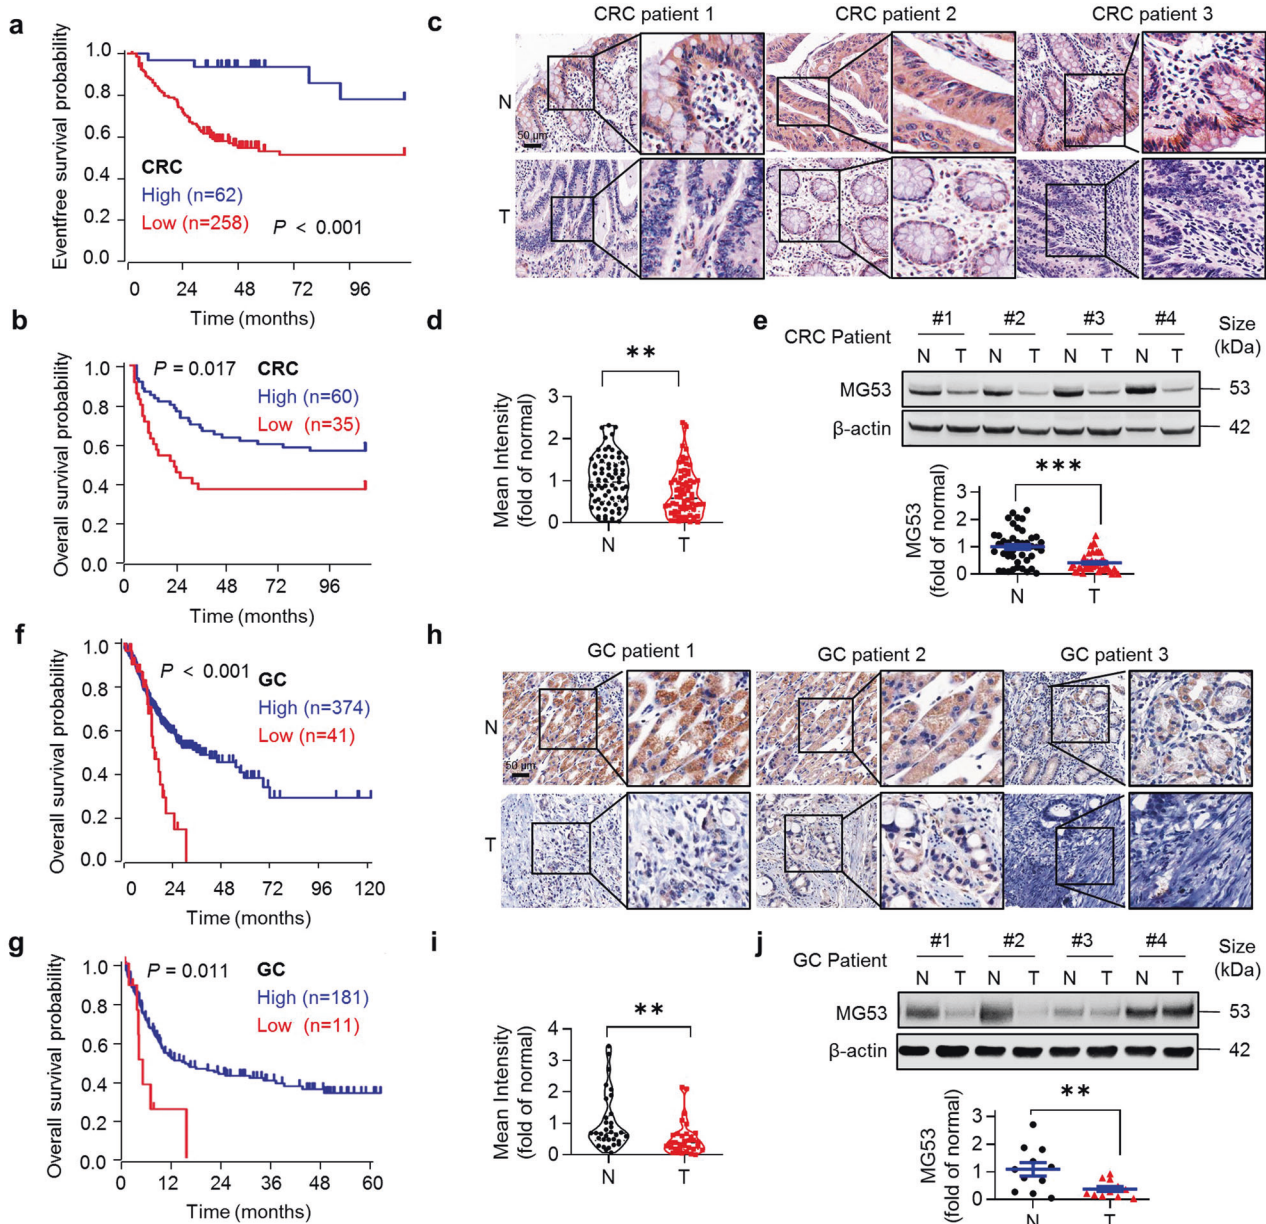 a
1.0
0.8
0.6
0.4
0.2
0.0
Eventfree survival probability
CRC
High (n=62)
Low (n=258)
P < 0.001
0 24 48 72 96
Time (months)
b
1.0
0.8
0.6
0.4
0.2
0.0
Overall survival probability
P = 0.017
CRC
High (n=60)
Low (n=35)
0 24 48 72 96
Time (months)
c
CRC patient 1 CRC patient 2 CRC patient 3
N
50 µm
T
d
**
3
2
1
0
Mean Intensity
(fold of normal)
N T
e
CRC Patient
#1 #2 #3 #4
Size
(kDa)
N T N T N T N T
MG53
53
β-actin
42
***
3
2
1
0
MG53
(fold of normal)
N T
f
1.0
0.8
0.6
0.4
0.2
0.0
Overall survival probability
P < 0.001
GC
High (n=374)
Low (n=41)
0 24 48 72 96 120
Time (months)
g
1.0
0.8
0.6
0.4
0.2
0.0
Overall survival probability
P = 0.011
GC
High (n=181)
Low (n=11)
0 12 24 36 48 60
Time (months)
h
GC patient 1 GC patient 2 GC patient 3
N
50 µm
T
i
**
4
3
2
1
0
Mean Intensity
(fold of normal)
N T
j
GC Patient
#1 #2 #3 #4
Size
(kDa)
N T N T N T N T
MG53
53
β-actin
42
**
3
2
1
0
MG53
(fold of normal)
N T